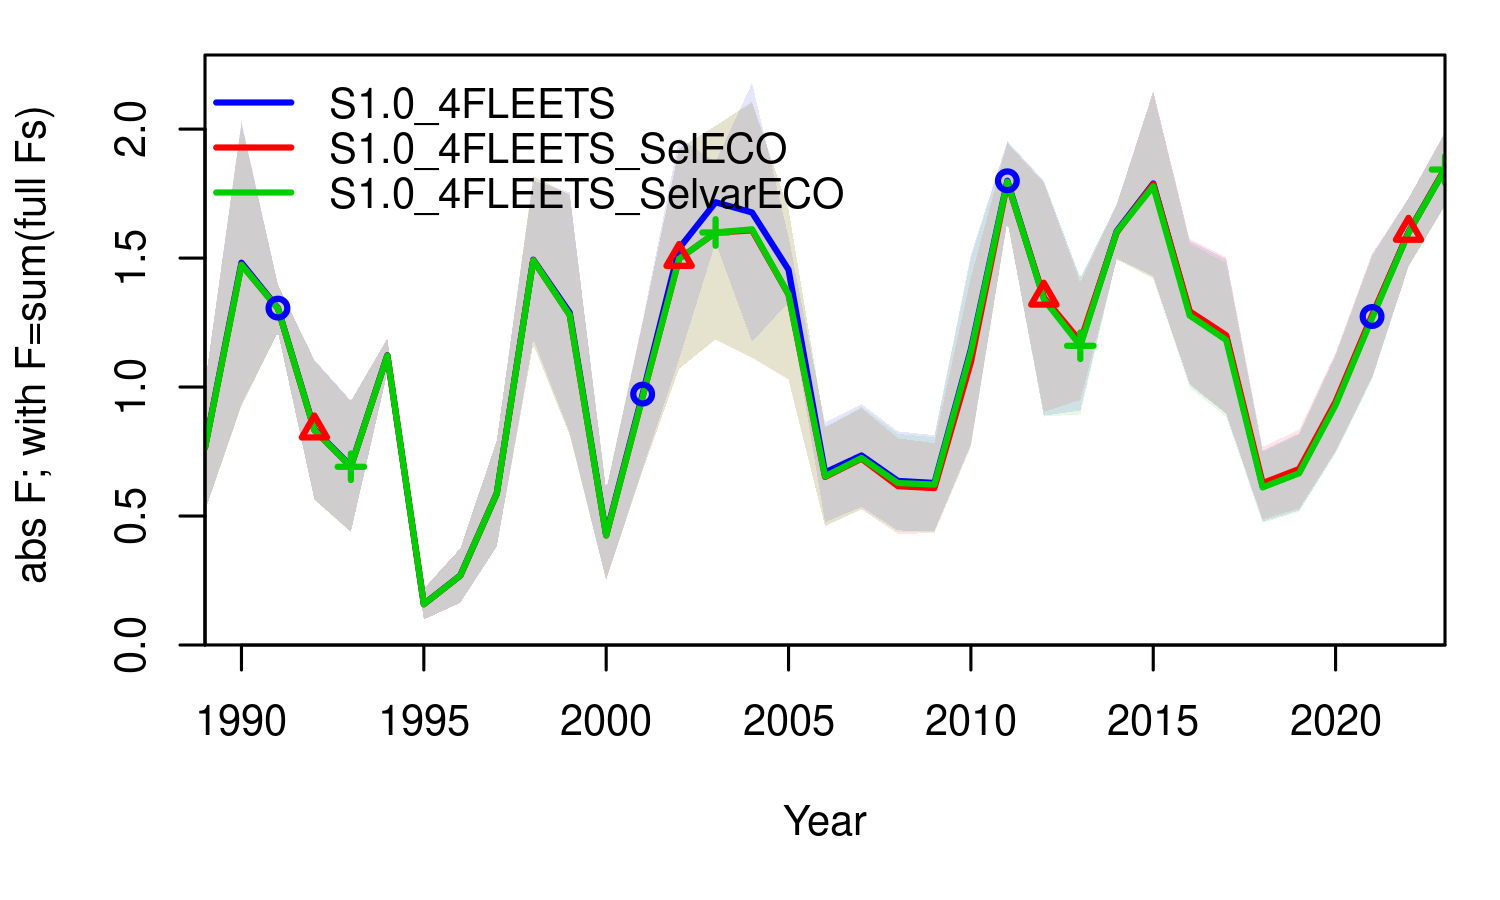 S1.0_4FLEETS
S1.0_4FLEETS_SelECO
S1.0_4FLEETS_SelvarECO
abs F; with F=sum(full Fs)
2.0
1.5
1.0
0.5
0.0
1990 1995 2000 2005 2010 2015 2020
Year